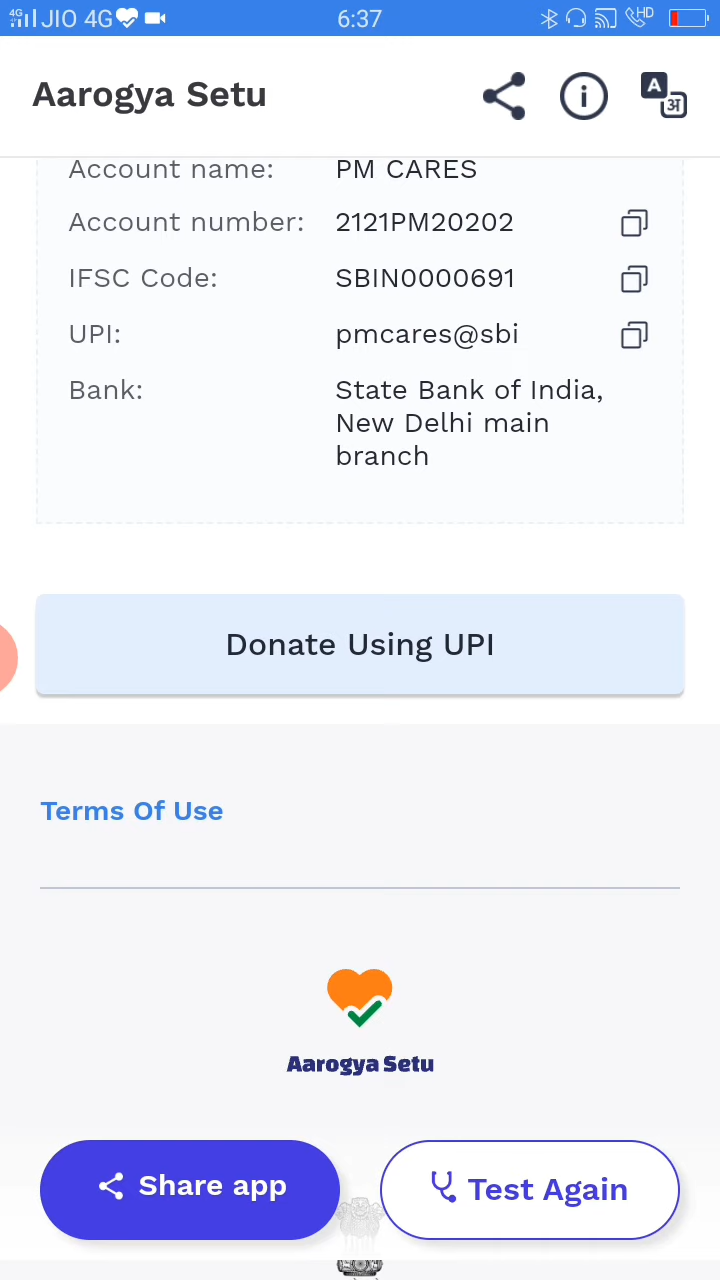 4G JIO 4G 6:37 HD
Aarogya Setu
A अ
Account name: PM CARES
Account number: 2121PM20202
IFSC Code: SBIN0000691
UPI: pmcares@sbi
Bank: State Bank of India,
New Delhi main
branch
Donate Using UPI
Terms Of Use
Aarogya Setu
Share app Test Again